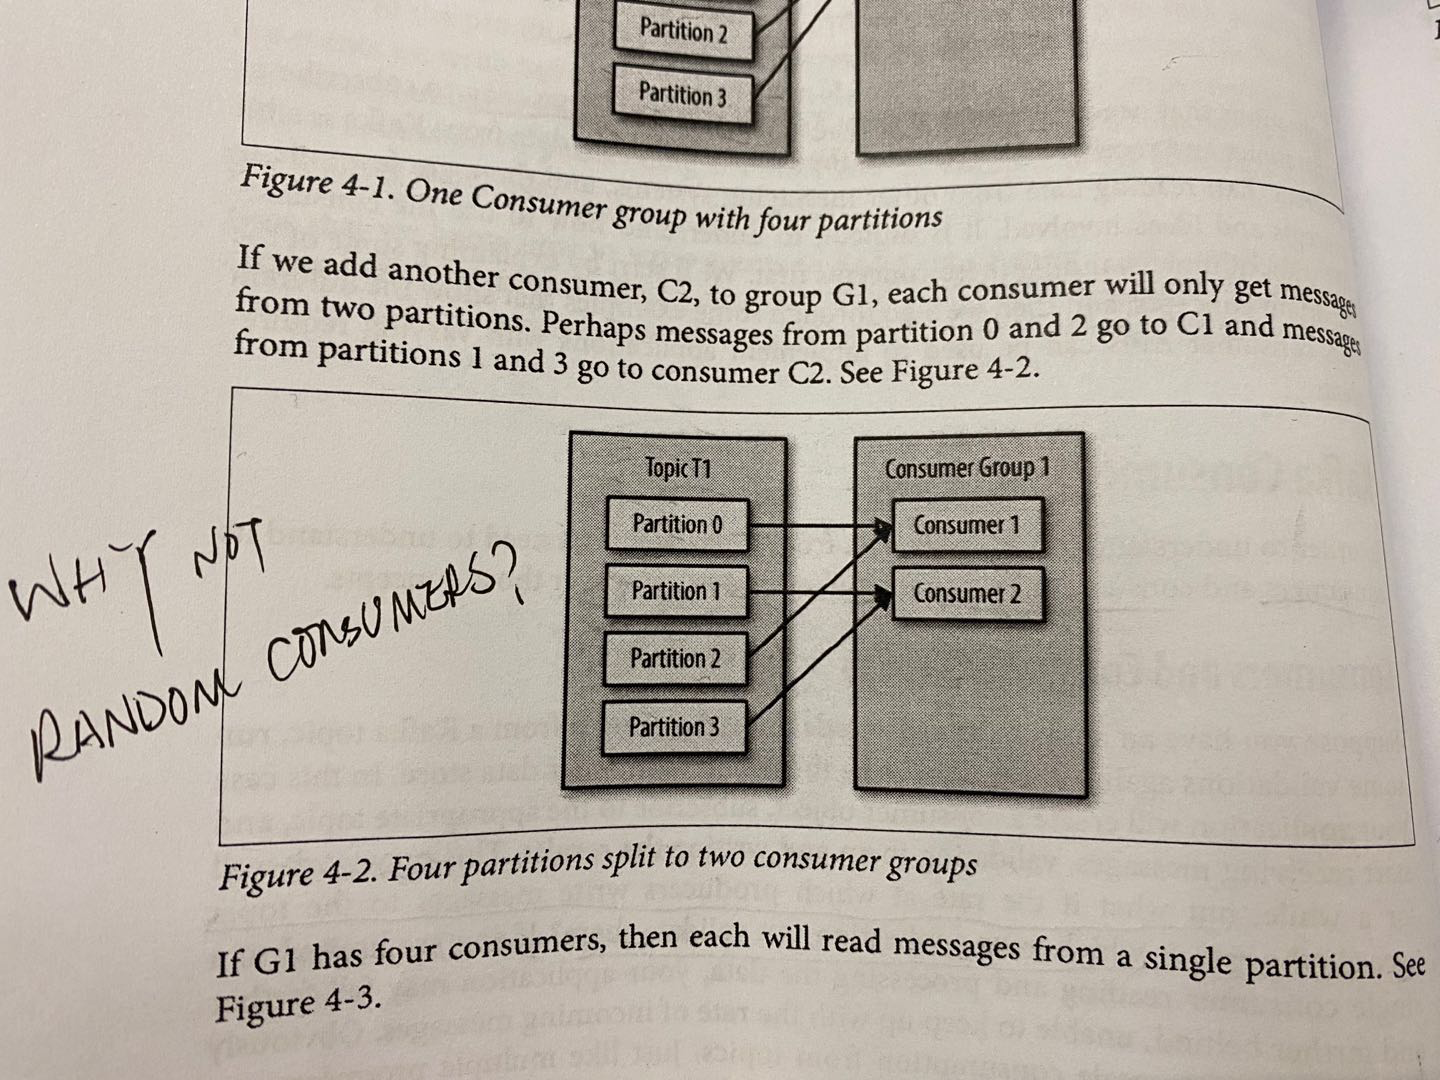 Partition 2
Partition 3
Figure 4-1. One Consumer group with four partitions
If we add another consumer, C2, to group G1, each consumer will only get messages
from two partitions. Perhaps messages from partition 0 and 2 go to C1 and messages
from partitions 1 and 3 go to consumer C2. See Figure 4-2.
Topic T1
Partition 0
Partition 1
Partition 2
Partition 3
Consumer Group 1
Consumer 1
Consumer 2
WHY NOT
RANDOM CONSUMERS?
Figure 4-2. Four partitions split to two consumer groups
If G1 has four consumers, then each will read messages from a single partition. See
Figure 4-3.